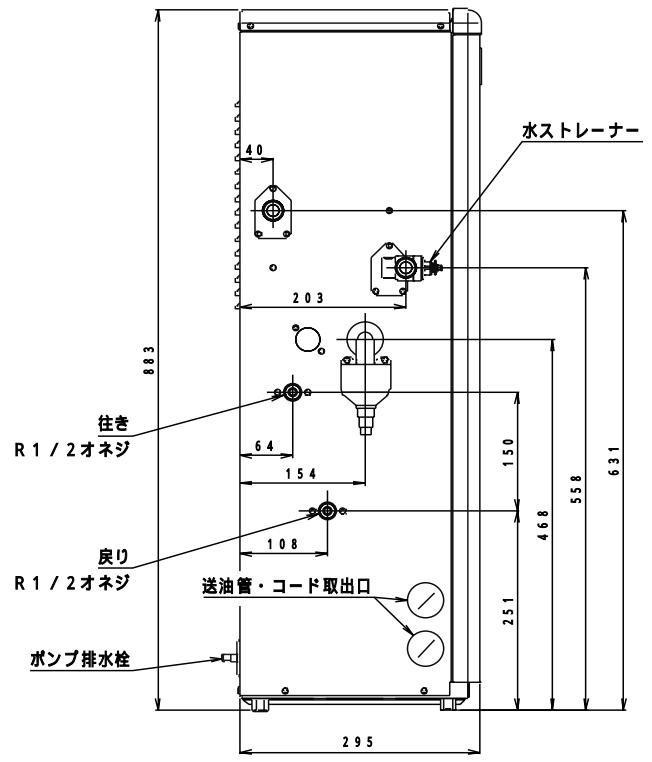 水ストレーナー
40
203
883
往き
R1/2オネジ
64
154
150
631
558
468
戻り
R1/2オネジ
108
送油管・コード取出口
251
ポンプ排水栓
295